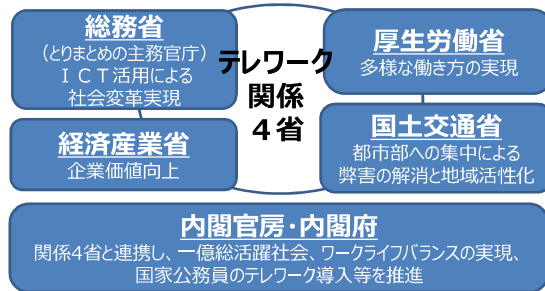 総務省
（とりまとめの主務官庁）
ＩＣＴ活用による
社会変革実現
テレワーク
関係
４省
厚生労働省
多様な働き方の実現
経済産業省
企業価値向上
国土交通省
都市部への集中による
弊害の解消と地域活性化
内閣官房・内閣府
関係４省と連携し、一億総活躍社会、ワークライフバランスの実現、
国家公務員のテレワーク導入等を推進